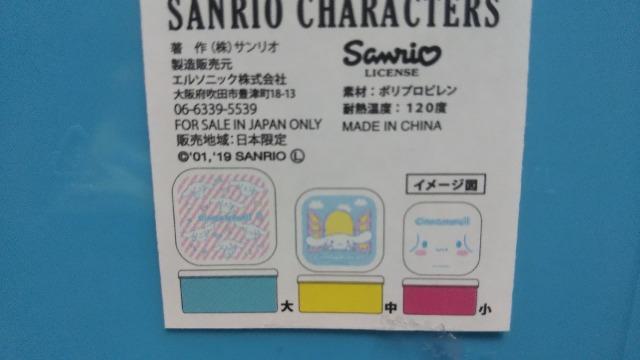 SANRIO CHARACTERS
著 作 (株)サンリオ
製造販売元
エルソニック株式会社
大阪府吹田市豊津町18-13
06-6339-5539
FOR SALE IN JAPAN ONLY
販売地域:日本限定
©'01,'19 SANRIO Ⓛ
Sanrio
LICENSE
素材:ポリプロピレン
耐熱温度:120度
MADE IN CHINA
イメージ図
Cinnamoroll
大
中
小